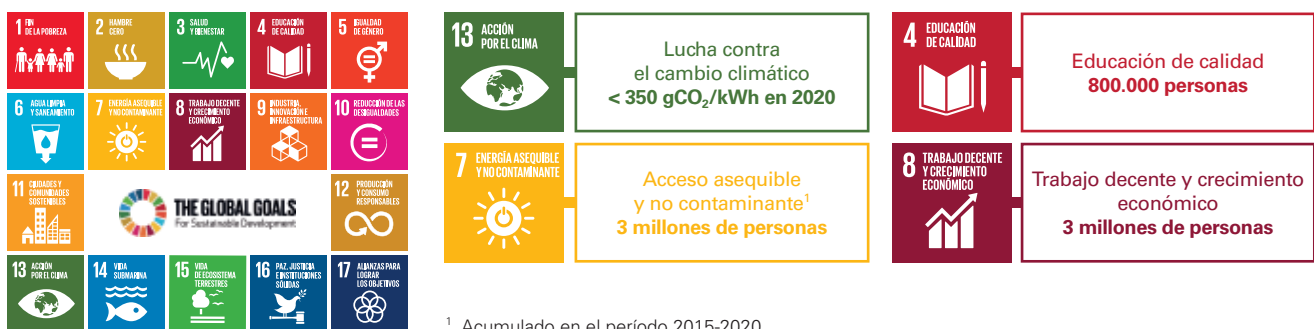 1 FIN
DE LA POBREZA
2 HAMBRE
CERO
3 SALUD
Y BIENESTAR
4 EDUCACIÓN
DE CALIDAD
5 IGUALDAD
DE GÉNERO
6 AGUA LIMPIA
Y SANEAMIENTO
7 ENERGÍA ASEQUIBLE
Y NO CONTAMINANTE
8 TRABAJO DECENTE
Y CRECIMIENTO
ECONÓMICO
9 INDUSTRIA,
INNOVACIÓN E
INFRAESTRUCTURA
10 REDUCCIÓN DE LAS
DESIGUALDADES
11 CIUDADES Y
COMUNIDADES
SOSTENIBLES
THE GLOBAL GOALS
For Sustainable Development
12 PRODUCCIÓN
Y CONSUMO
RESPONSABLES
13 ACCIÓN
POR EL CLIMA
14 VIDA
SUBMARINA
15 VIDA
DE ECOSISTEMAS
TERRESTRES
16 PAZ, JUSTICIA
E INSTITUCIONES
SÓLIDAS
17 ALIANZAS PARA
LOGRAR
LOS OBJETIVOS
13 ACCIÓN
POR EL CLIMA
Lucha contra
el cambio climático
< 350 gCO₂/kWh en 2020
4 EDUCACIÓN
DE CALIDAD
Educación de calidad
800.000 personas
7 ENERGÍA ASEQUIBLE
Y NO CONTAMINANTE
Acceso asequible
y no contaminante¹
3 millones de personas
8 TRABAJO DECENTE
Y CRECIMIENTO
ECONÓMICO
Trabajo decente y crecimiento
económico
3 millones de personas
¹ Acumulado en el período 2015-2020